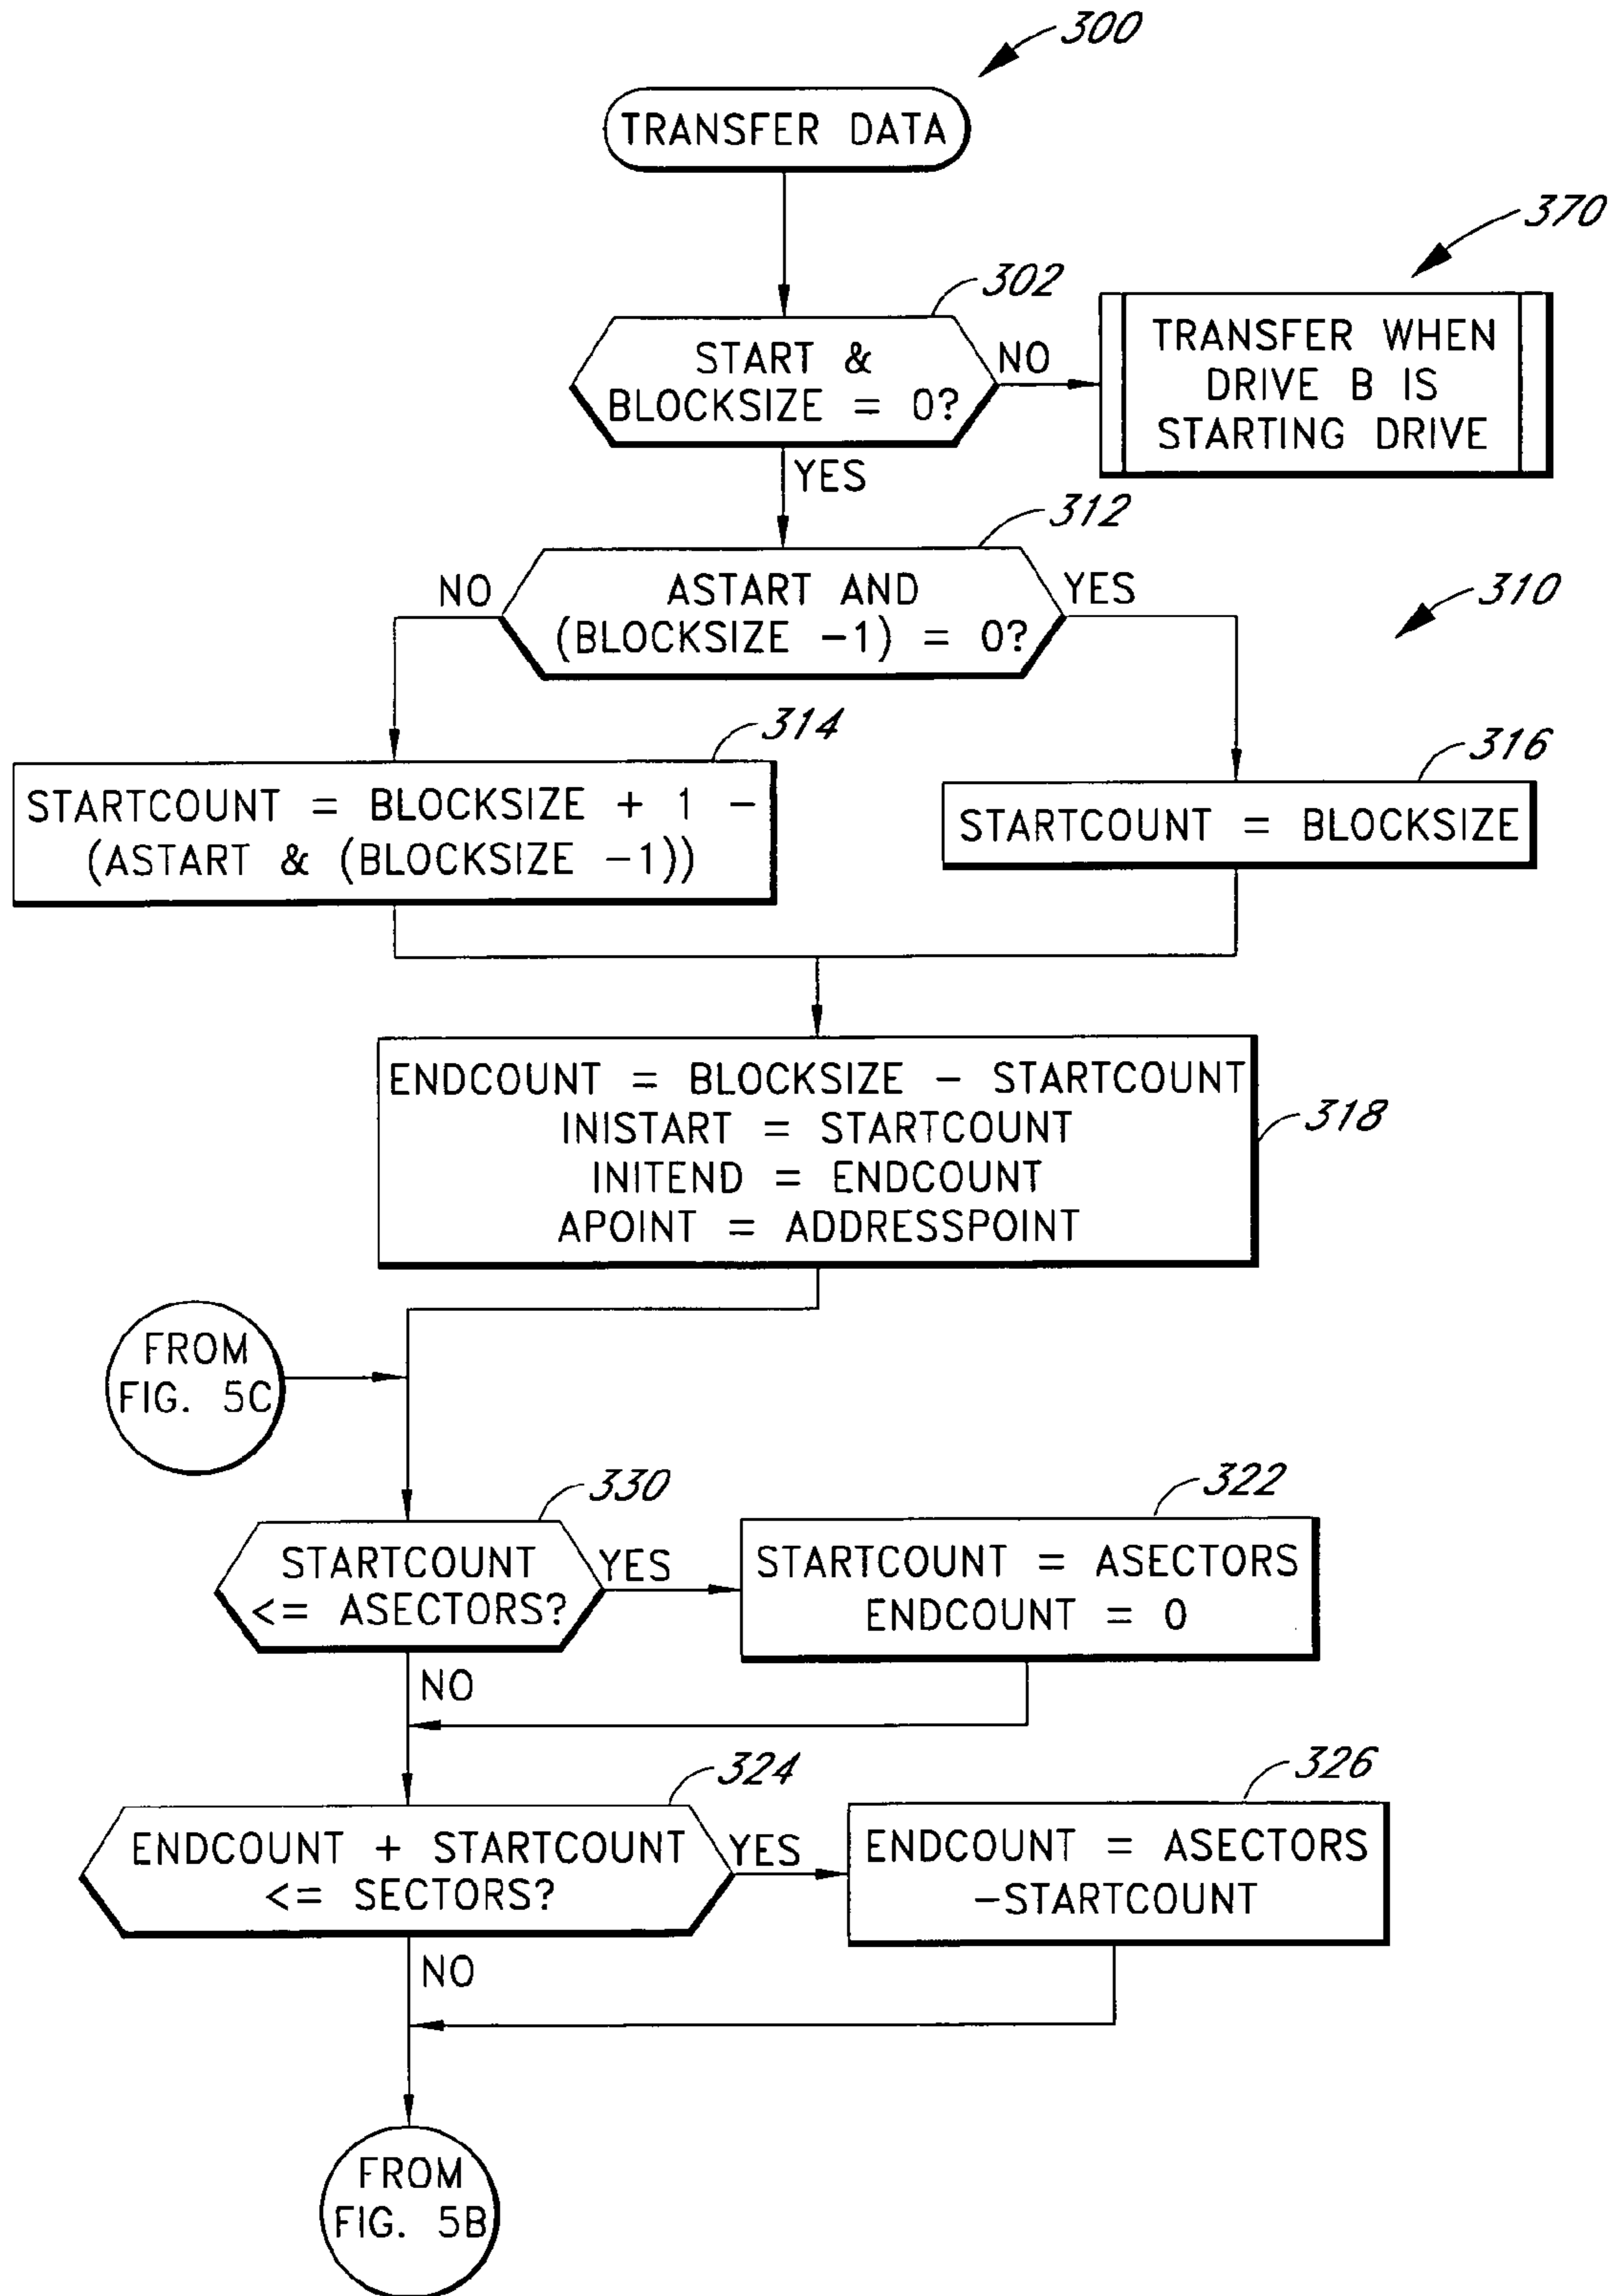 300
TRANSFER DATA
370
302
START &
BLOCKSIZE = 0?
NO
TRANSFER WHEN
DRIVE B IS
STARTING DRIVE
YES
312
NO
ASTART AND
(BLOCKSIZE -1) = 0?
YES
310
314
STARTCOUNT = BLOCKSIZE + 1 -
(ASTART & (BLOCKSIZE -1))
316
STARTCOUNT = BLOCKSIZE
ENDCOUNT = BLOCKSIZE - STARTCOUNT
INISTART = STARTCOUNT
INITEND = ENDCOUNT
APOINT = ADDRESSPOINT
318
FROM
FIG. 5C
330
STARTCOUNT
<= ASECTORS?
YES
322
STARTCOUNT = ASECTORS
ENDCOUNT = 0
NO
324
ENDCOUNT + STARTCOUNT
<= SECTORS?
YES
326
ENDCOUNT = ASECTORS
-STARTCOUNT
NO
FROM
FIG. 5B